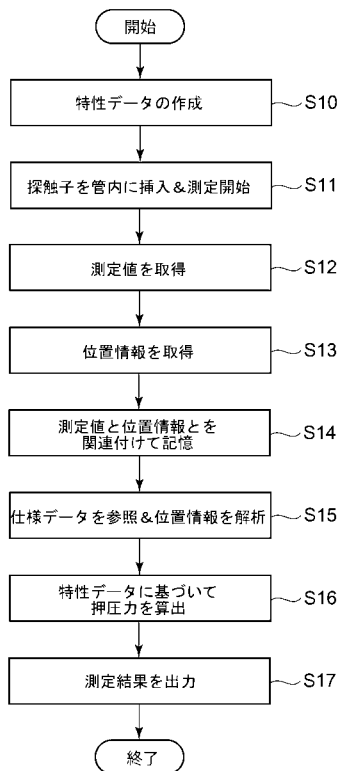 開始
特性データの作成
S10
探触子を管内に挿入&測定開始
S11
測定値を取得
S12
位置情報を取得
S13
測定値と位置情報とを
関連付けて記憶
S14
仕様データを参照&位置情報を解析
S15
特性データに基づいて
押圧力を算出
S16
測定結果を出力
S17
終了